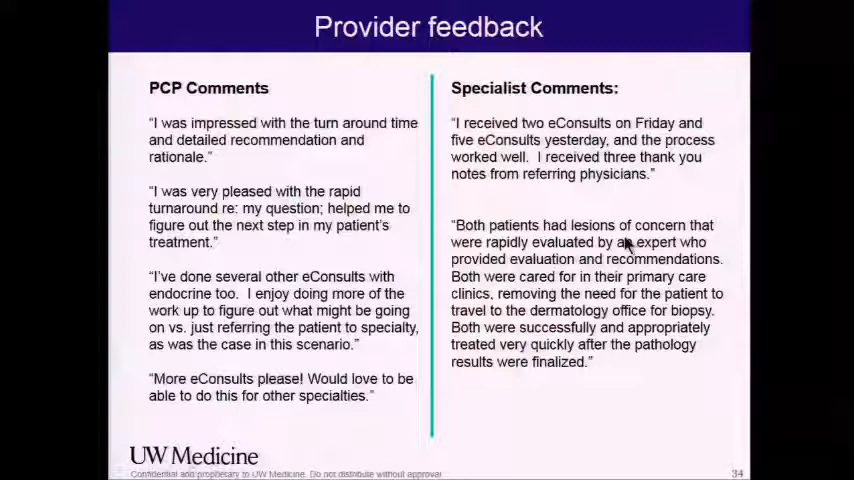 Provider feedback
PCP Comments
“I was impressed with the turn around time
and detailed recommendation and
rationale.”
“I was very pleased with the rapid
turnaround re: my question; helped me to
figure out the next step in my patient’s
treatment.”
“I’ve done several other eConsults with
endocrine too.  I enjoy doing more of the
work up to figure out what might be going
on vs. just referring the patient to specialty,
as was the case in this scenario.”
“More eConsults please! Would love to be
able to do this for other specialties.”
Specialist Comments:
“I received two eConsults on Friday and
five eConsults yesterday, and the process
worked well.  I received three thank you
notes from referring physicians.”
“Both patients had lesions of concern that
were rapidly evaluated by an expert who
provided evaluation and recommendations.
Both were cared for in their primary care
clinics, removing the need for the patient to
travel to the dermatology office for biopsy.
Both were successfully and appropriately
treated very quickly after the pathology
results were finalized.”
UW Medicine
Confidential and proprietary to UW Medicine. Do not distribute without approval
34